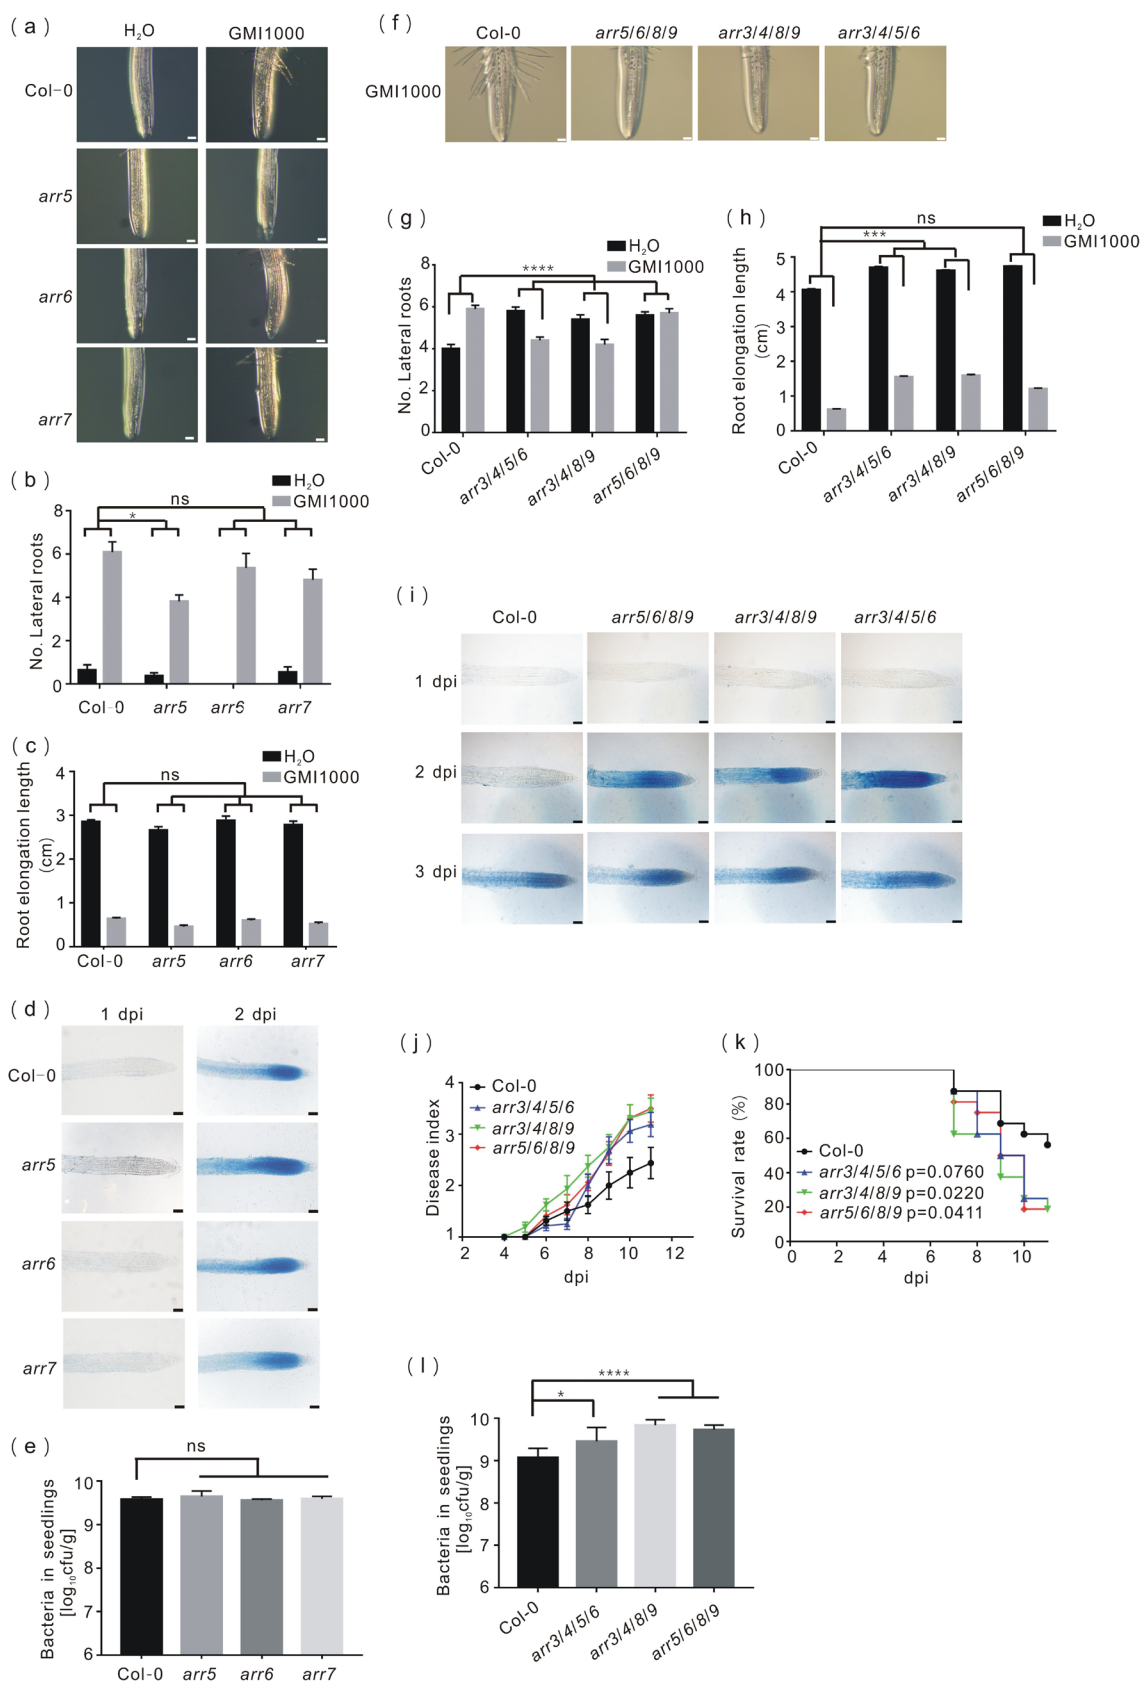 (a)
H₂O GMI1000
Col-0
arr5
arr6
arr7
(b)
H₂O
GMI1000
ns
*
No. Lateral roots
8
6
4
2
0
Col-0 arr5 arr6 arr7
(c)
H₂O
GMI1000
ns
Root elongation length
(cm)
4
3
2
1
0
Col-0 arr5 arr6 arr7
(d)
1 dpi 2 dpi
Col-0
arr5
arr6
arr7
(e)
ns
Bacteria in seedlings
[log₁₀cfu/g]
10
9
8
7
6
Col-0 arr5 arr6 arr7
(f)
Col-0 arr5/6/8/9 arr3/4/8/9 arr3/4/5/6
GMI1000
(g)
H₂O
GMI1000
****
No. Lateral roots
8
6
4
2
0
Col-0 arr3/4/5/6 arr3/4/8/9 arr5/6/8/9
(h)
ns
H₂O
GMI1000
***
Root elongation length
(cm)
5
4
3
2
1
0
Col-0 arr3/4/5/6 arr3/4/8/9 arr5/6/8/9
(i)
Col-0 arr5/6/8/9 arr3/4/8/9 arr3/4/5/6
1 dpi
2 dpi
3 dpi
(j)
Disease index
4
3
2
1
Col-0
arr3/4/5/6
arr3/4/8/9
arr5/6/8/9
2 4 6 8 10 12
dpi
(k)
Survival rate (%)
100
80
60
40
20
0
Col-0
arr3/4/5/6 p=0.0760
arr3/4/8/9 p=0.0220
arr5/6/8/9 p=0.0411
0 2 4 6 8 10
dpi
(l)
****
*
Bacteria in seedlings
[log₁₀cfu/g]
10
9
8
7
6
Col-0 arr3/4/5/6 arr3/4/8/9 arr5/6/8/9